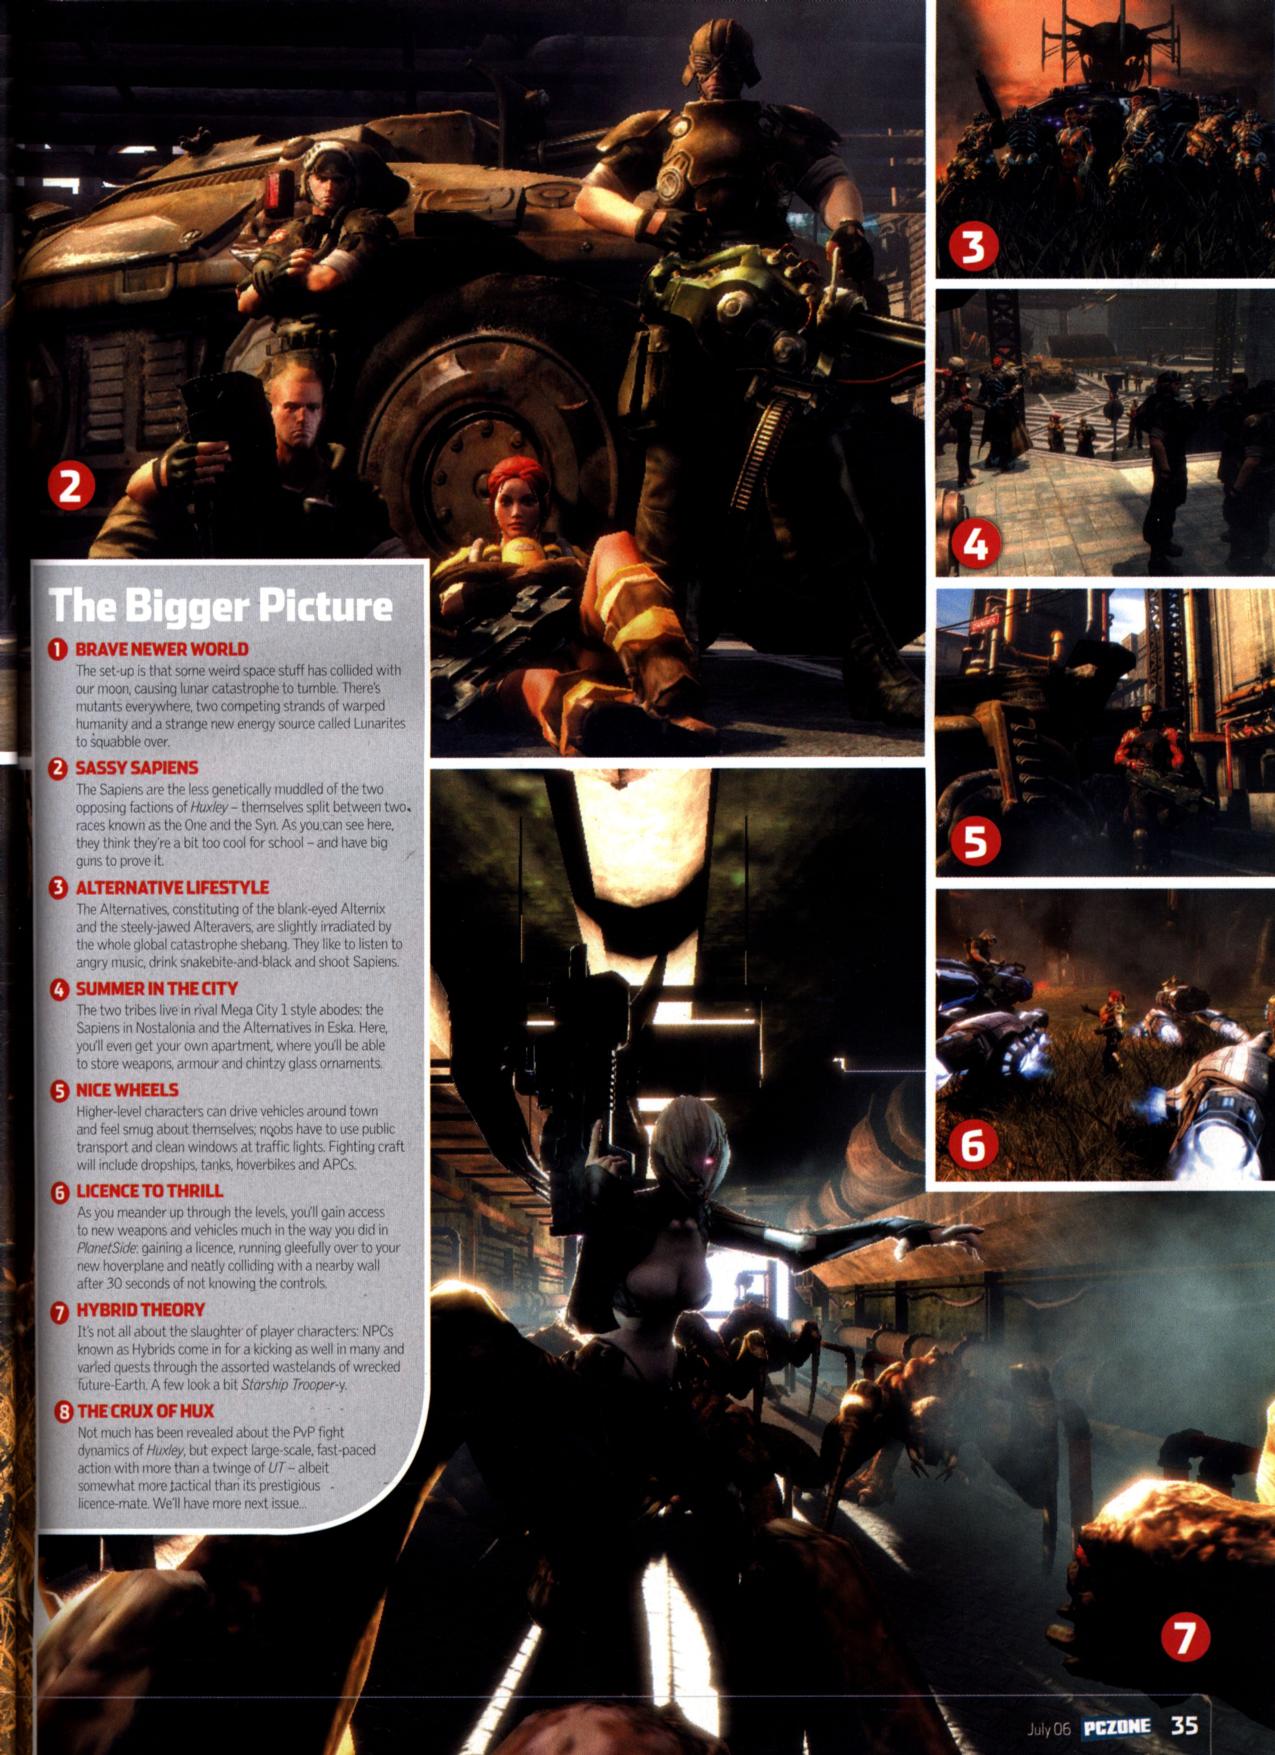 2
3
4
5
6
7
The Bigger Picture
1 BRAVE NEWER WORLD
The set-up is that some weird space stuff has collided with
our moon, causing lunar catastrophe to tumble. There's
mutants everywhere, two competing strands of warped
humanity and a strange new energy source called Lunarites
to squabble over.
2 SASSY SAPIENS
The Sapiens are the less genetically muddled of the two
opposing factions of Huxley – themselves split between two
races known as the One and the Syn. As you can see here,
they think they're a bit too cool for school – and have big
guns to prove it.
3 ALTERNATIVE LIFESTYLE
The Alternatives, constituting of the blank-eyed Alternix
and the steely-jawed Alteravers, are slightly irradiated by
the whole global catastrophe shebang. They like to listen to
angry music, drink snakebite-and-black and shoot Sapiens.
4 SUMMER IN THE CITY
The two tribes live in rival Mega City 1 style abodes: the
Sapiens in Nostalonia and the Alternatives in Eska. Here,
you'll even get your own apartment, where you'll be able
to store weapons, armour and chintzy glass ornaments.
5 NICE WHEELS
Higher-level characters can drive vehicles around town
and feel smug about themselves; noobs have to use public
transport and clean windows at traffic lights. Fighting craft
will include dropships, tanks, hoverbikes and APCs.
6 LICENCE TO THRILL
As you meander up through the levels, you'll gain access
to new weapons and vehicles much in the way you did in
PlanetSide: gaining a licence, running gleefully over to your
new hoverplane and neatly colliding with a nearby wall
after 30 seconds of not knowing the controls.
7 HYBRID THEORY
It's not all about the slaughter of player characters: NPCs
known as Hybrids come in for a kicking as well in many and
varied quests through the assorted wastelands of wrecked
future-Earth. A few look a bit Starship Trooper-y.
8 THE CRUX OF HUX
Not much has been revealed about the PvP fight
dynamics of Huxley, but expect large-scale, fast-paced
action with more than a twinge of UT – albeit
somewhat more tactical than its prestigious
licence-mate. We'll have more next issue...
July 06 PCZONE 35